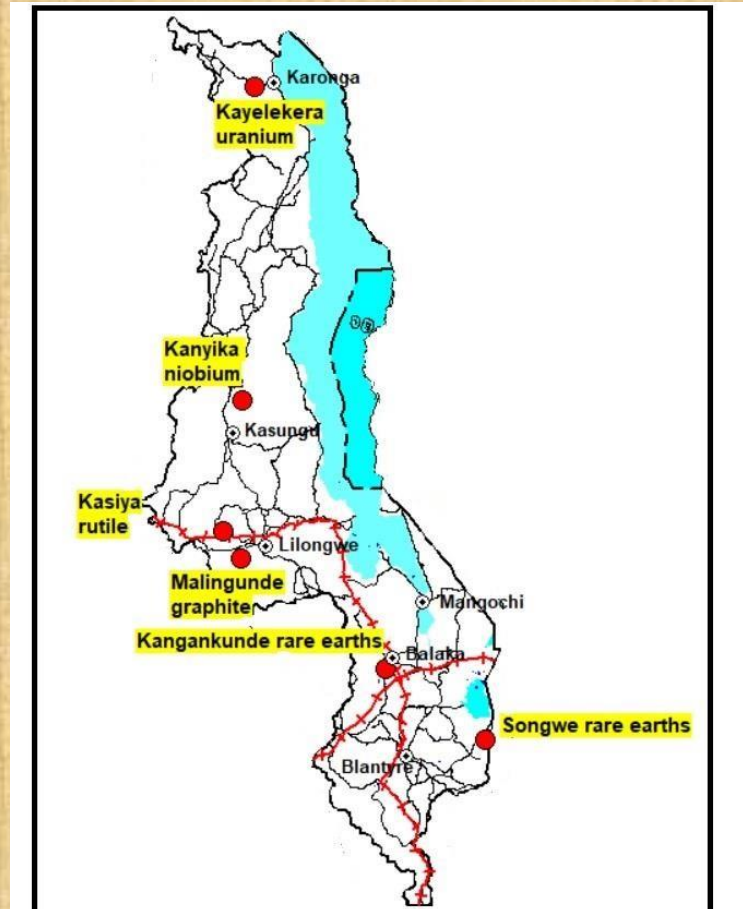 Karonga
Kayelekera
uranium
Kanyika
niobium
Kasungu
Kasiya
rutile
Lilongwe
Malingunde
graphite
Mangochi
Kangankunde rare earths
Balaka
Songwe rare earths
Blantyre